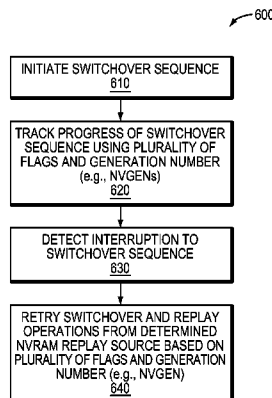 600
INITIATE SWITCHOVER SEQUENCE
610
TRACK PROGRESS OF SWITCHOVER
SEQUENCE USING PLURALITY OF
FLAGS AND GENERATION NUMBER
(e.g., NVGENs)
620
DETECT INTERRUPTION TO
SWITCHOVER SEQUENCE
630
RETRY SWITCHOVER AND REPLAY
OPERATIONS FROM DETERMINED
NVRAM REPLAY SOURCE BASED ON
PLURALITY OF FLAGS AND GENERATION
NUMBER (e.g., NVGEN)
640